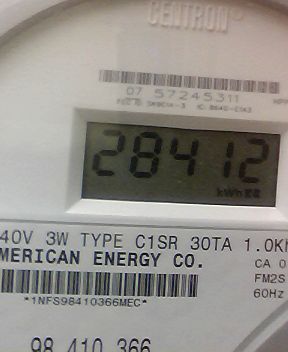 CENTRON
07 57245311
28412
kWh
40V 3W TYPE C1SR 30TA 1.0Kh
MERICAN ENERGY CO.
CA 0
FM2S
60Hz
*1NFS98410366MEC*
98 410 366